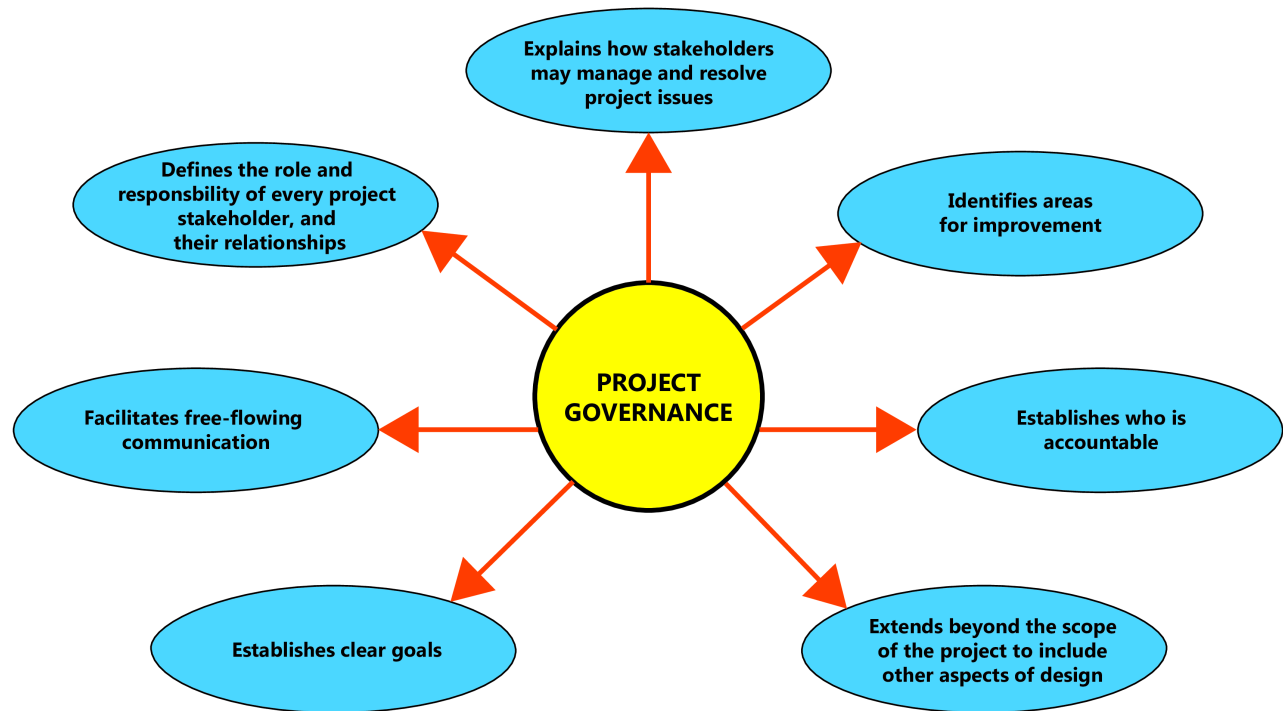 Explains how stakeholders
may manage and resolve
project issues
Defines the role and
responsbility of every project
stakeholder, and
their relationships
Identifies areas
for improvement
PROJECT
GOVERNANCE
Facilitates free-flowing
communication
Establishes who is
accountable
Establishes clear goals
Extends beyond the scope
of the project to include
other aspects of design